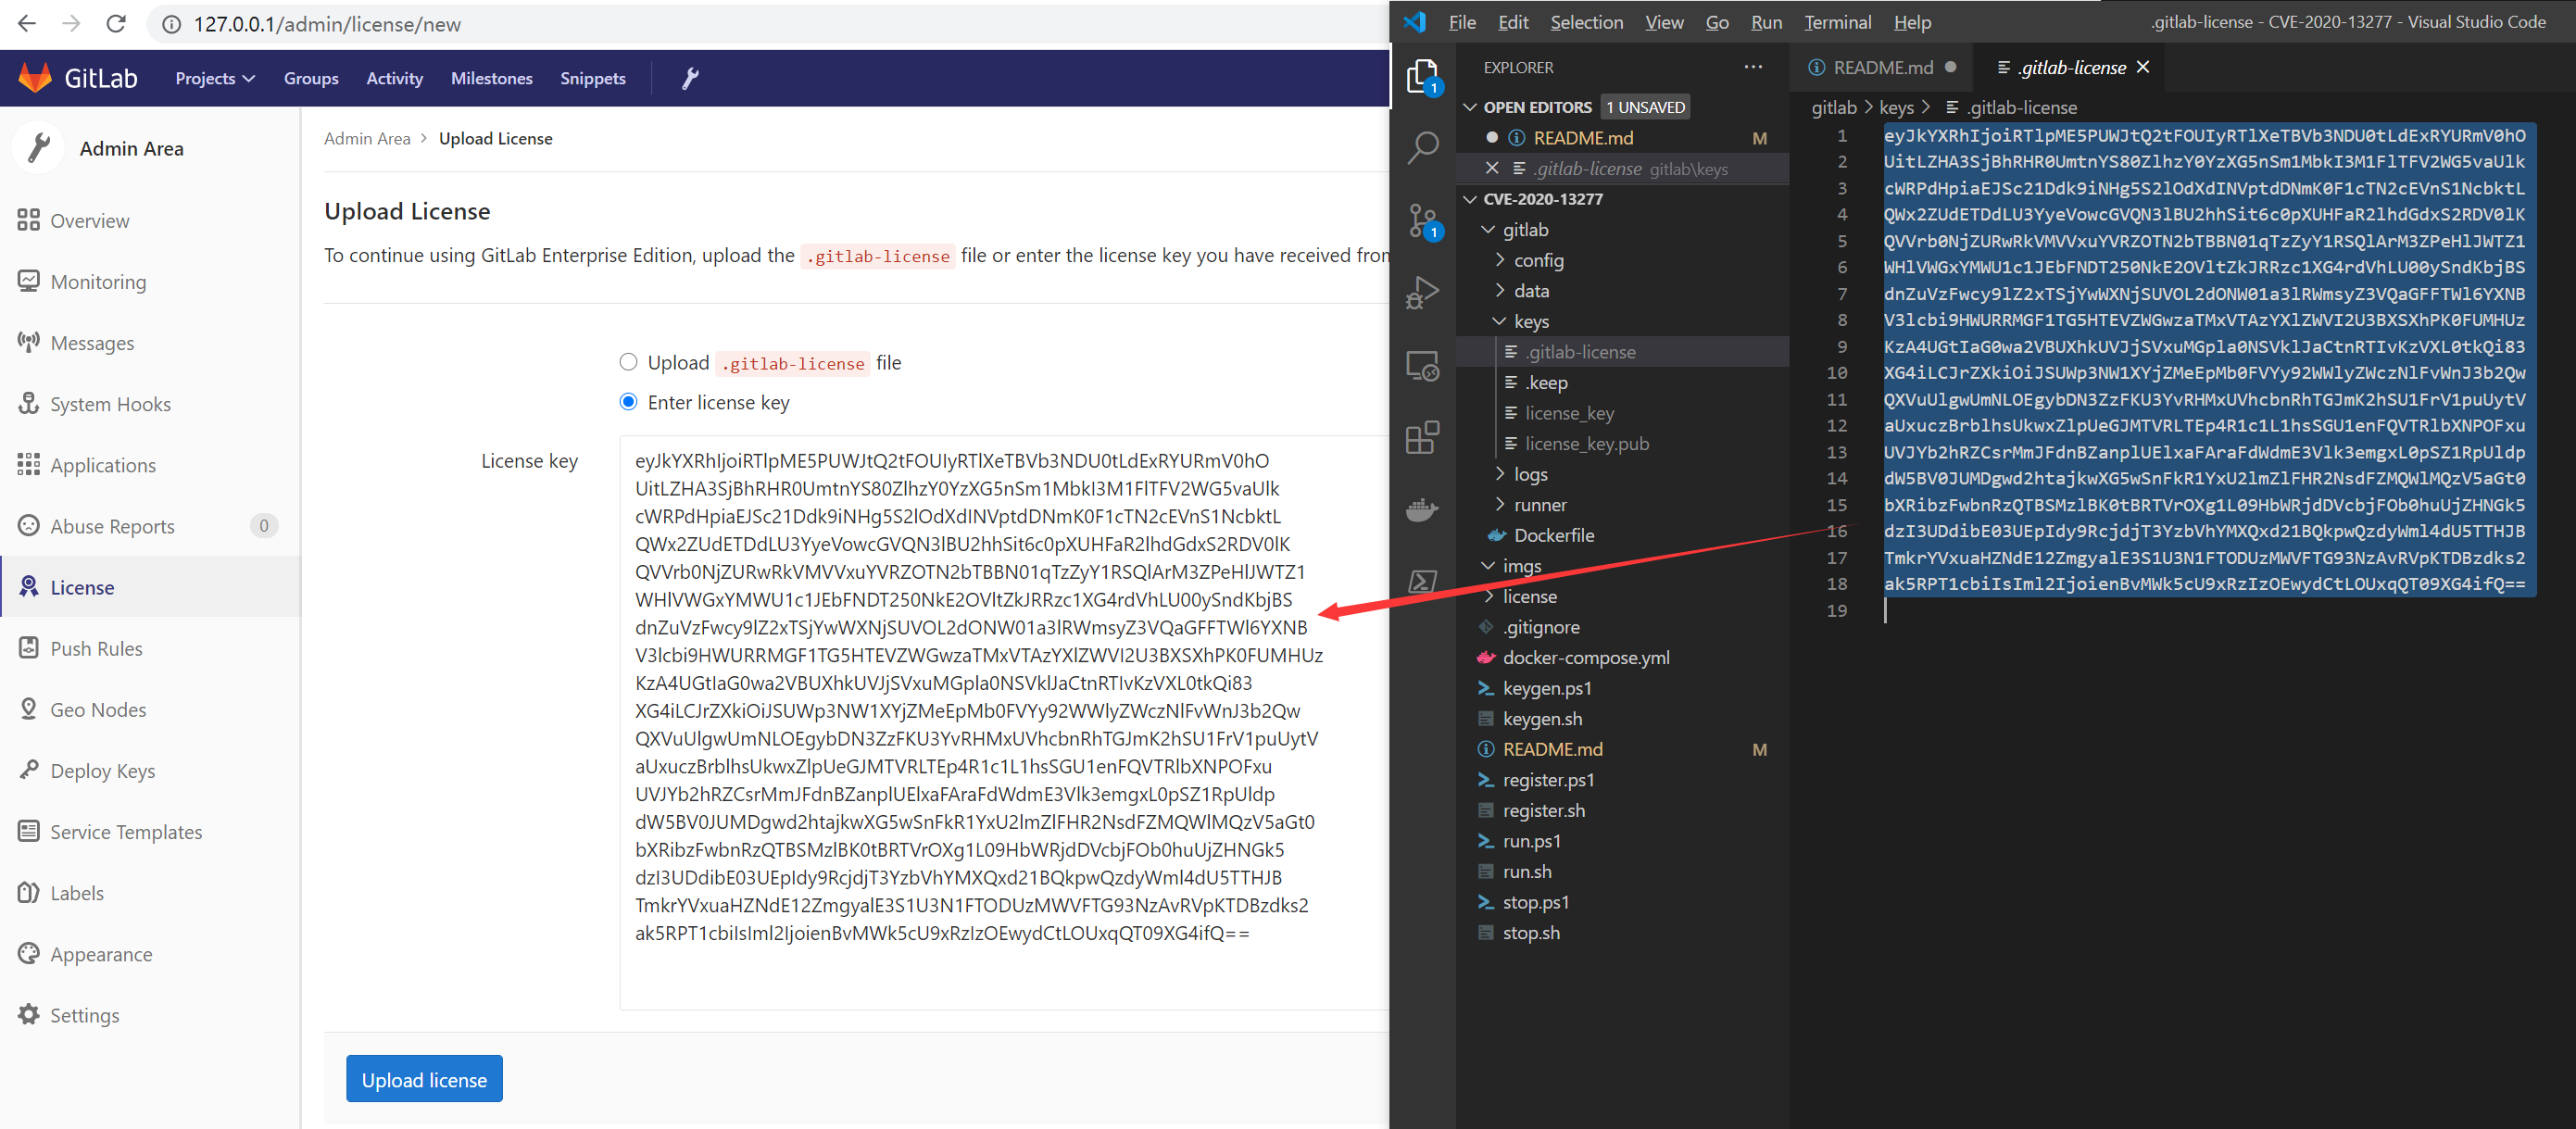 127.0.0.1/admin/license/new
GitLab Projects Groups Activity Milestones Snippets
Admin Area
Overview
Monitoring
Messages
System Hooks
Applications
Abuse Reports 0
License
Push Rules
Geo Nodes
Deploy Keys
Service Templates
Labels
Appearance
Settings
Admin Area > Upload License
Upload License
To continue using GitLab Enterprise Edition, upload the .gitlab-license file or enter the license key you have received from
Upload .gitlab-license file
Enter license key
License key
eyJkYXRhIjoiRTlpME5PUWJtQ2tFOUIyRTlXeTBVb3NDU0tLdExRYURmV0hO
UitLZHA3SjBhRHR0UmtnYS80ZlhzY0YzXG5nSm1MbkI3M1FlTFV2WG5vaUlk
cWRPdHpiaEJSc21Ddk9iNHg5S2lOdXdINVptdDNmK0F1cTN2cEVnS1NcbktL
QWx2ZUdETDdLU3YyeVowcGVQN3lBU2hhSit6c0pXUHFaR2lhdGdxS2RDV0lK
QVVrb0NjZURwRkVMVVxuYVRZOTN2bTBBN01qTzZyY1RSQlArM3ZPeHlJWTZ1
WHlVWGxYMWU1c1JEbFNDT250NkE2OVltZkJRRzc1XG4rdVhLU00ySndKbjBS
dnZuVzFwcy9lZ2xTSjYwWXNjSUVOL2dONW01a3lRWmsyZ3VQaGFFTWl6YXNB
V3lcbi9HWURRMGF1TG5HTEVZWGwzaTMxVTAzYXlZWVI2U3BXSXhPK0FUMHUz
KzA4UGtIaG0wa2VBUXhkUVJjSVxuMGpla0NSVklJaCtnRTIvKzVXL0tkQi83
XG4iLCJrZXkiOiJSUWp3NW1XYjZMeEpMb0FVYy92WWlyZWczNlFvWnJ3b2Qw
QXVuUlgwUmNLOEgybDN3ZzFKU3YvRHMxUVhcbnRhTGJmK2hSU1FrV1puUytV
aUxuczBrblhsUkwxZlpUeGJMTVRLTEp4R1c1L1hsSGU1enFQVTRlbXNPOFxu
UVJYb2hRZCsrMmJFdnBZanplUElxaFAraFdWdmE3Vlk3emgxL0pSZ1RpUldp
dW5BV0JUMDgwd2htajkwXG5wSnFkR1YxU2lmZlFHR2NsdFZMQWlMQzV5aGt0
bXRibzFwbnRzQTBSMzlBK0tBRTVrOXg1L09HbWRjdDVcbjFOb0huUjZHNGk5
dzI3UDdibE03UEpIdy9RcjdjT3YzbVhYMXQxd21BQkpwQzdyWml4dU5TTHJB
TmkrYVxuaHZNdE12ZmgyalE3S1U3N1FTODUzMWVFTG93NzAvRVpKTDBzdks2
ak5RPT1cbiIsIml2IjoienBvMWk5cU9xRzIzOEwydCtLOUxqQT09XG4ifQ==
Upload license
File Edit Selection View Go Run Terminal Help .gitlab-license - CVE-2020-13277 - Visual Studio Code
EXPLORER
OPEN EDITORS 1 UNSAVED
README.md M
.gitlab-license gitlab\keys
CVE-2020-13277
gitlab
config
data
keys
.gitlab-license
.keep
license_key
license_key.pub
logs
runner
Dockerfile
imgs
license
.gitignore
docker-compose.yml
keygen.ps1
keygen.sh
README.md M
register.ps1
register.sh
run.ps1
run.sh
stop.ps1
stop.sh
1
1
README.md .gitlab-license
gitlab > keys > .gitlab-license
1 eyJkYXRhIjoiRTlpME5PUWJtQ2tFOUIyRTlXeTBVb3NDU0tLdExRYURmV0hO
2 UitLZHA3SjBhRHR0UmtnYS80ZlhzY0YzXG5nSm1MbkI3M1FlTFV2WG5vaUlk
3 cWRPdHpiaEJSc21Ddk9iNHg5S2lOdXdINVptdDNmK0F1cTN2cEVnS1NcbktL
4 QWx2ZUdETDdLU3YyeVowcGVQN3lBU2hhSit6c0pXUHFaR2lhdGdxS2RDV0lK
5 QVVrb0NjZURwRkVMVVxuYVRZOTN2bTBBN01qTzZyY1RSQlArM3ZPeHlJWTZ1
6 WHlVWGxYMWU1c1JEbFNDT250NkE2OVltZkJRRzc1XG4rdVhLU00ySndKbjBS
7 dnZuVzFwcy9lZ2xTSjYwWXNjSUVOL2dONW01a3lRWmsyZ3VQaGFFTWl6YXNB
8 V3lcbi9HWURRMGF1TG5HTEVZWGwzaTMxVTAzYXlZWVI2U3BXSXhPK0FUMHUz
9 KzA4UGtIaG0wa2VBUXhkUVJjSVxuMGpla0NSVklJaCtnRTIvKzVXL0tkQi83
10 XG4iLCJrZXkiOiJSUWp3NW1XYjZMeEpMb0FVYy92WWlyZWczNlFvWnJ3b2Qw
11 QXVuUlgwUmNLOEgybDN3ZzFKU3YvRHMxUVhcbnRhTGJmK2hSU1FrV1puUytV
12 aUxuczBrblhsUkwxZlpUeGJMTVRLTEp4R1c1L1hsSGU1enFQVTRlbXNPOFxu
13 UVJYb2hRZCsrMmJFdnBZanplUElxaFAraFdWdmE3Vlk3emgxL0pSZ1RpUldp
14 dW5BV0JUMDgwd2htajkwXG5wSnFkR1YxU2lmZlFHR2NsdFZMQWlMQzV5aGt0
15 bXRibzFwbnRzQTBSMzlBK0tBRTVrOXg1L09HbWRjdDVcbjFOb0huUjZHNGk5
16 dzI3UDdibE03UEpIdy9RcjdjT3YzbVhYMXQxd21BQkpwQzdyWml4dU5TTHJB
17 TmkrYVxuaHZNdE12ZmgyalE3S1U3N1FTODUzMWVFTG93NzAvRVpKTDBzdks2
18 ak5RPT1cbiIsIml2IjoienBvMWk5cU9xRzIzOEwydCtLOUxqQT09XG4ifQ==
19